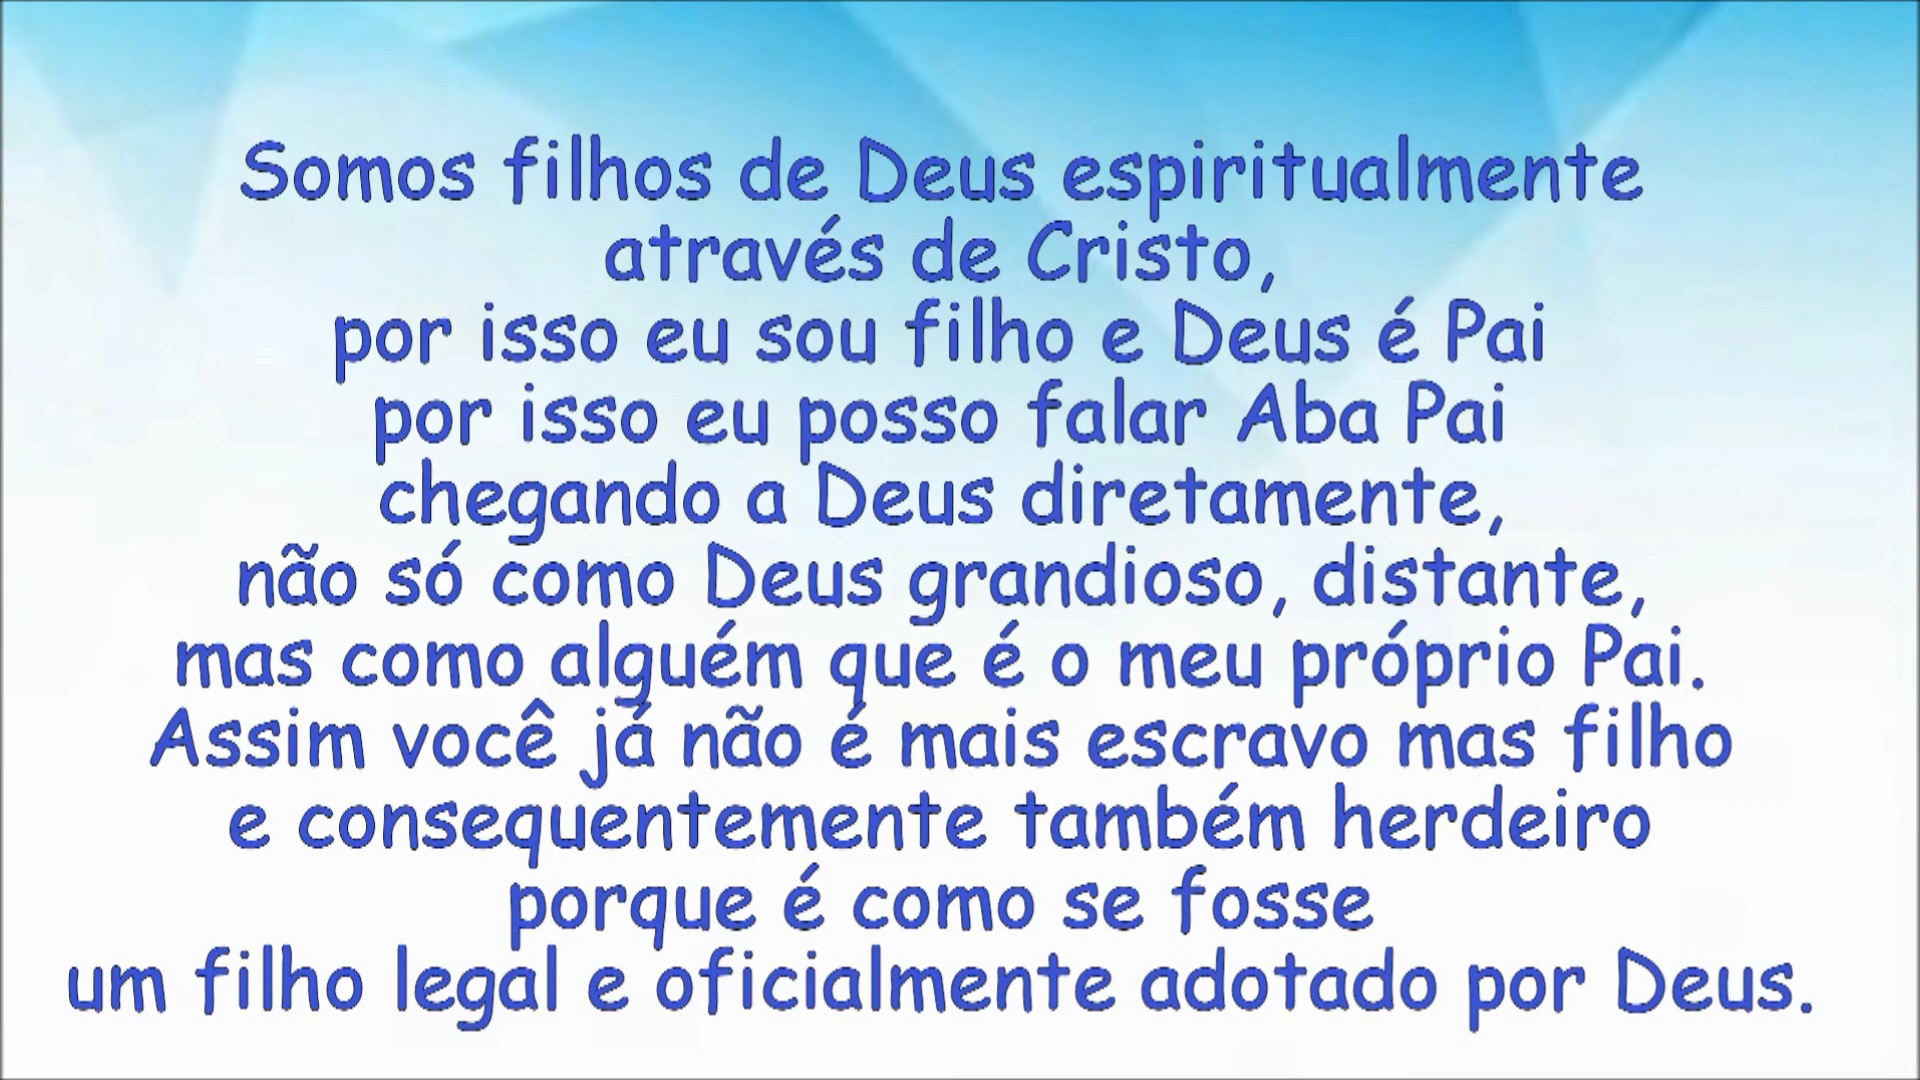 Somos filhos de Deus espiritualmente
através de Cristo,
por isso eu sou filho e Deus é Pai
por isso eu posso falar Aba Pai
chegando a Deus diretamente,
não só como Deus grandioso, distante,
mas como alguém que é o meu próprio Pai.
Assim você já não é mais escravo mas filho
e consequentemente também herdeiro
porque é como se fosse
um filho legal e oficialmente adotado por Deus.